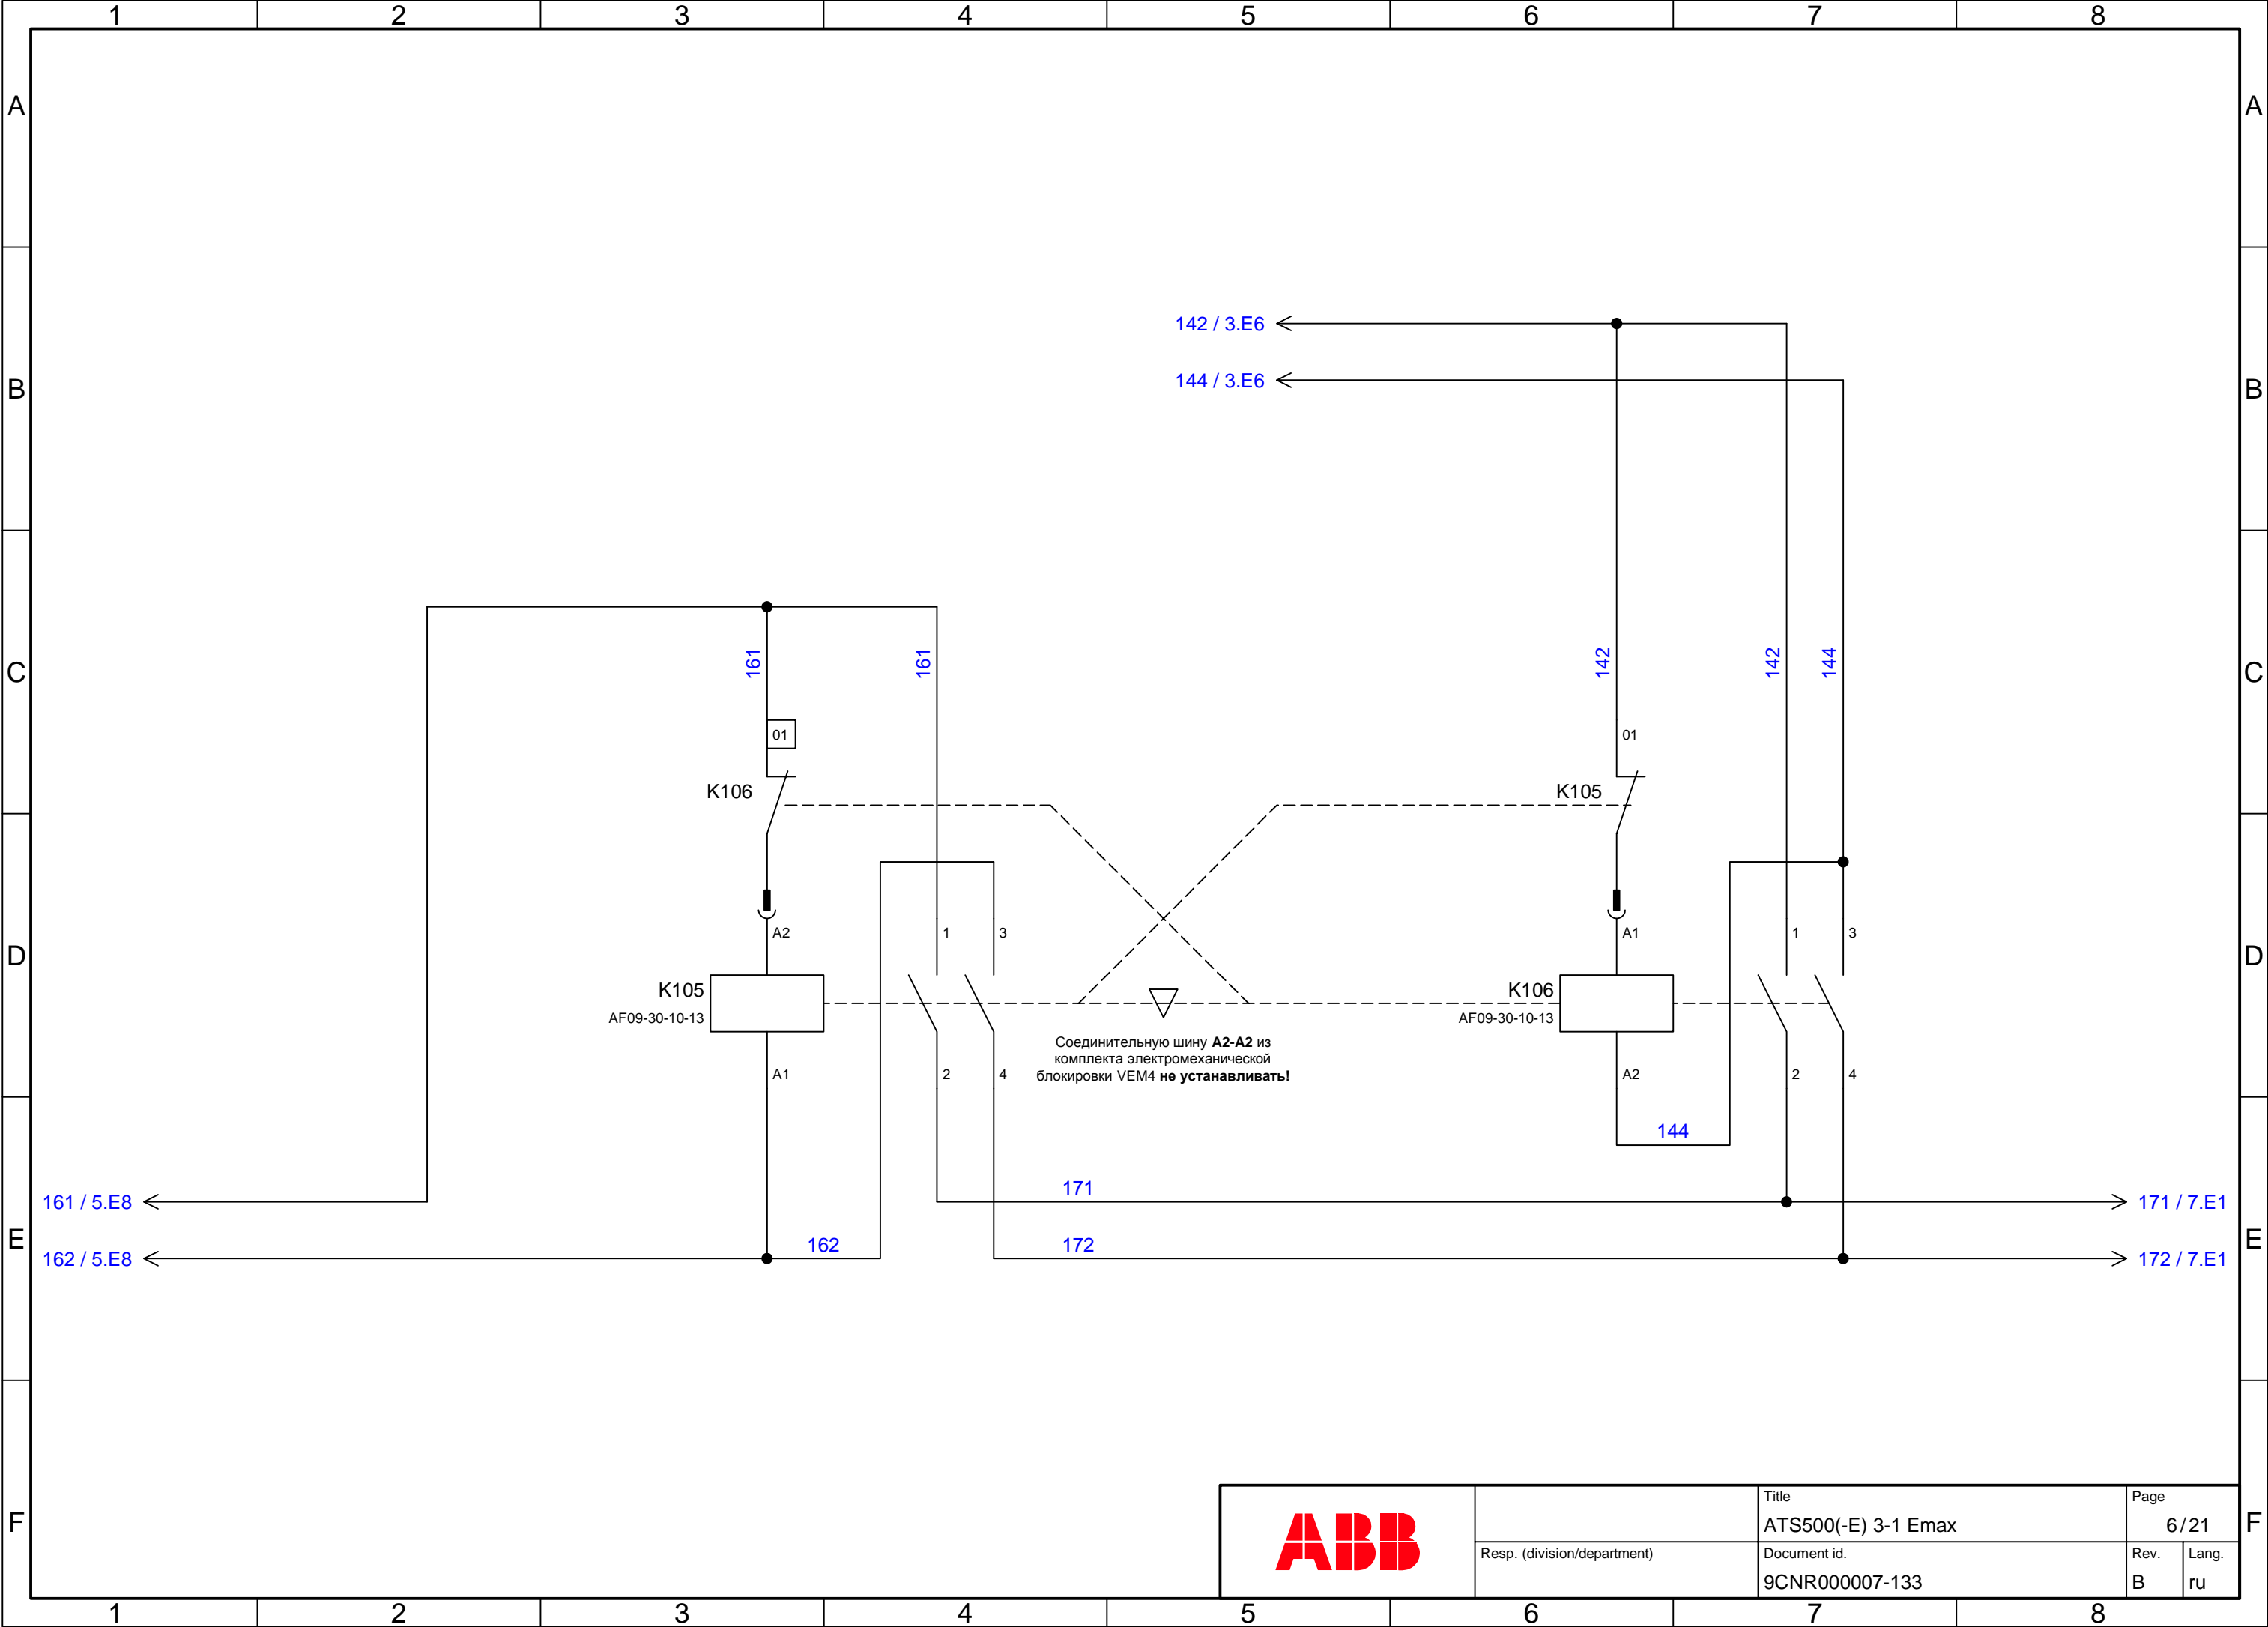 1 2 3 4 5 6 7 8
A A
142 / 3.E6
144 / 3.E6
B B
161 161 142 142 144
C C
01 01
K106 K105
A2 1 3 A1 1 3
D D
K105 K106
AF09-30-10-13 AF09-30-10-13
Соединительную шину A2-A2 из
комплекта электромеханической
блокировки VEM4 не устанавливать!
A1 2 4 A2 2 4
144
171
161 / 5.E8 171 / 7.E1
E E
162 172
162 / 5.E8 172 / 7.E1
F F
ABB
Title
ATS500(-E) 3-1 Emax
Page
6/21
Resp. (division/department)
Document id.
9CNR000007-133
Rev.
B
Lang.
ru
1 2 3 4 5 6 7 8